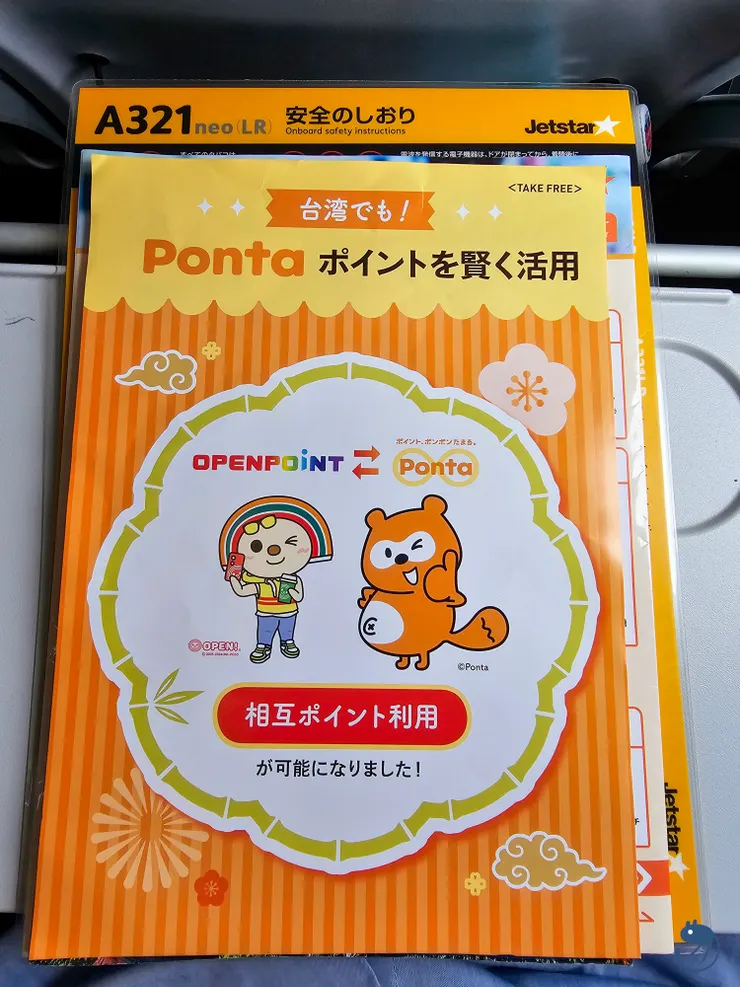 A321neo(LR) 安全のしおり Jetstar
Onboard safety instructions
<TAKE FREE>
台湾でも!
Ponta ポイントを賢く活用
ポイント、ポンポンたまる。
OPENPOiNT Ponta
OPEN!
©Ponta
相互ポイント利用
が可能になりました!
Jetstar